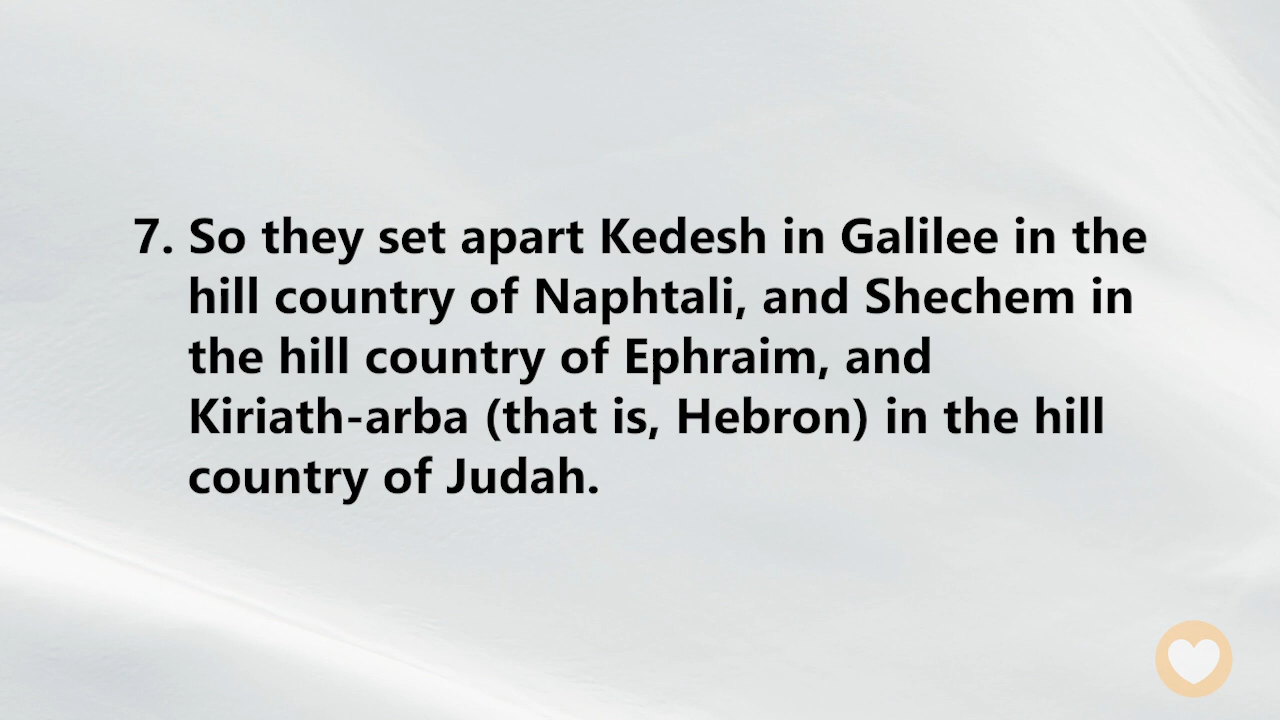 7. So they set apart Kedesh in Galilee in the
hill country of Naphtali, and Shechem in
the hill country of Ephraim, and
Kiriath-arba (that is, Hebron) in the hill
country of Judah.